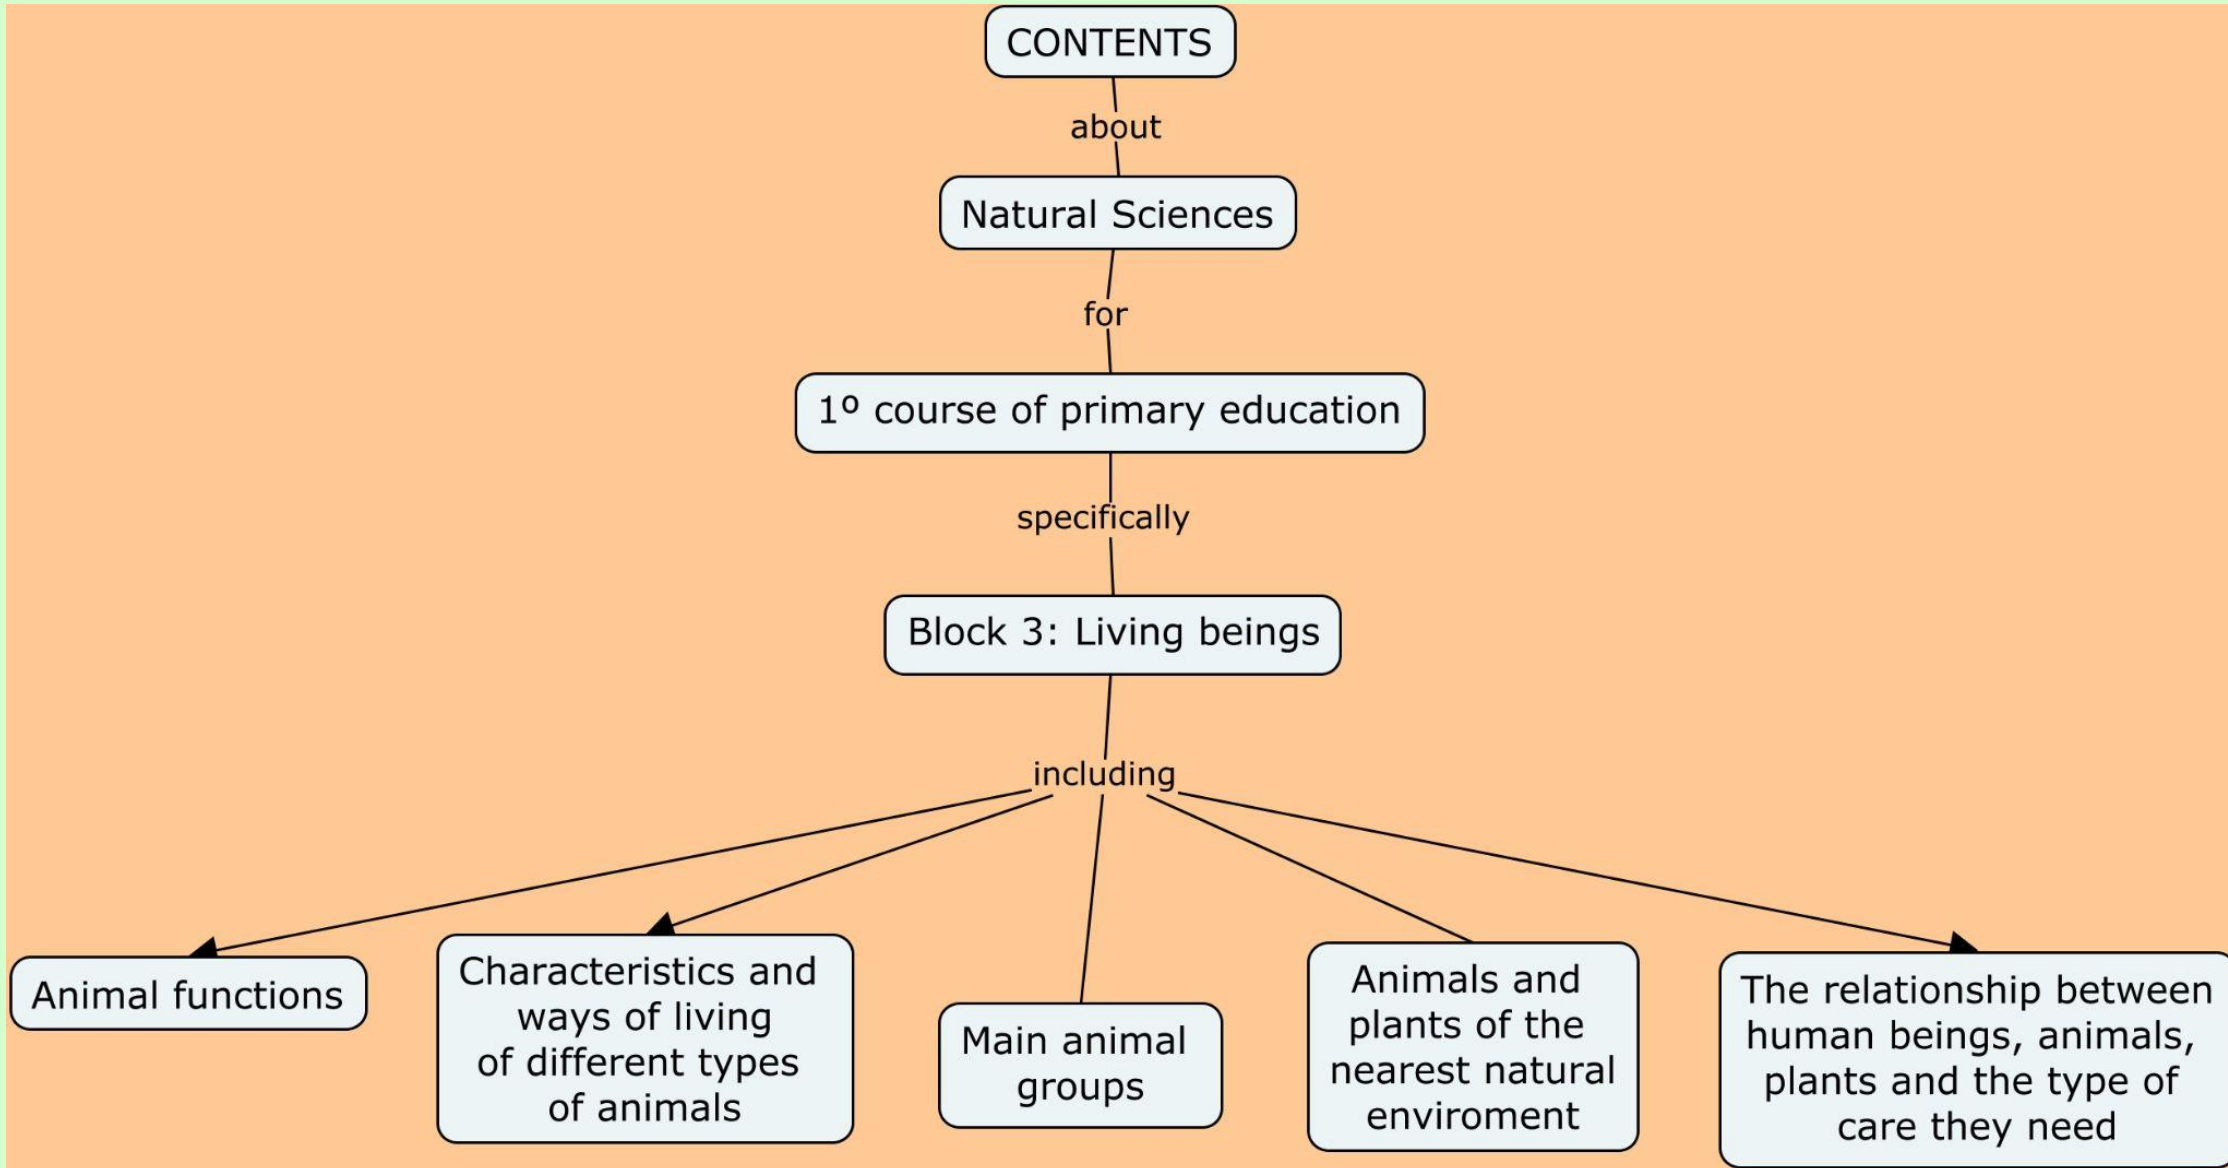 CONTENTS
about
Natural Sciences
for
1º course of primary education
specifically
Block 3: Living beings
including
Animal functions
Characteristics and
ways of living
of different types
of animals
Main animal
groups
Animals and
plants of the
nearest natural
enviroment
The relationship between
human beings, animals,
plants and the type of
care they need